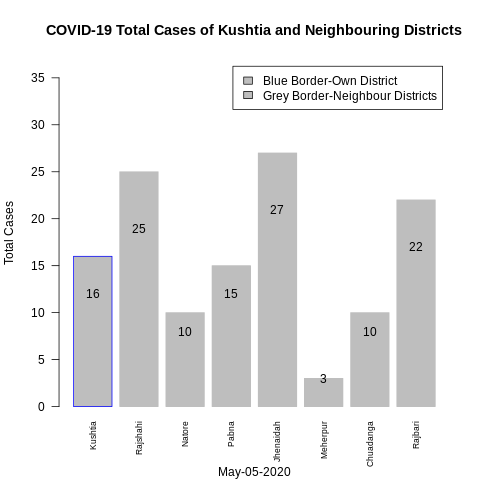 COVID-19 Total Cases of Kushtia and Neighbouring Districts
Blue Border-Own District
Grey Border-Neighbour Districts
Total Cases
35
30
25
20
15
10
5
0
16
25
10
15
27
3
10
22
Kushtia
Rajshahi
Natore
Pabna
Jhenaidah
Meherpur
Chuadanga
Rajbari
May-05-2020